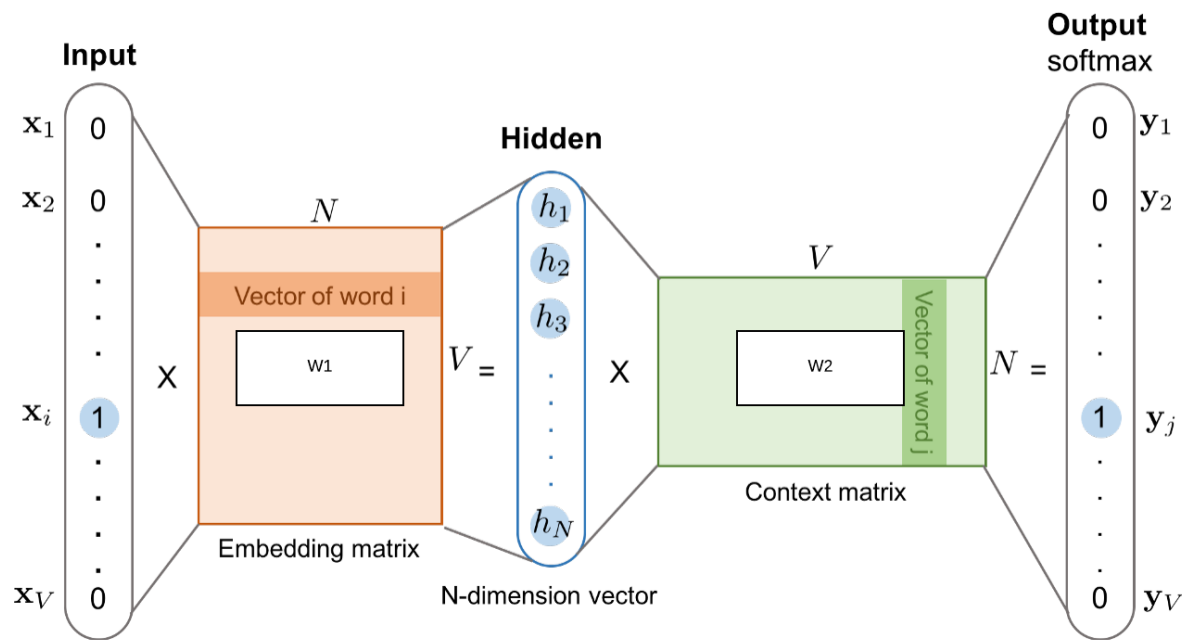 Input
x1 0
x2 0
xi 1
xV 0
X
N
Vector of word i
W1
V =
Embedding matrix
Hidden
h1
h2
h3
hN
N-dimension vector
X
V
W2
Vector of word j
N =
Context matrix
Output
softmax
0 y1
0 y2
1 yj
0 yV